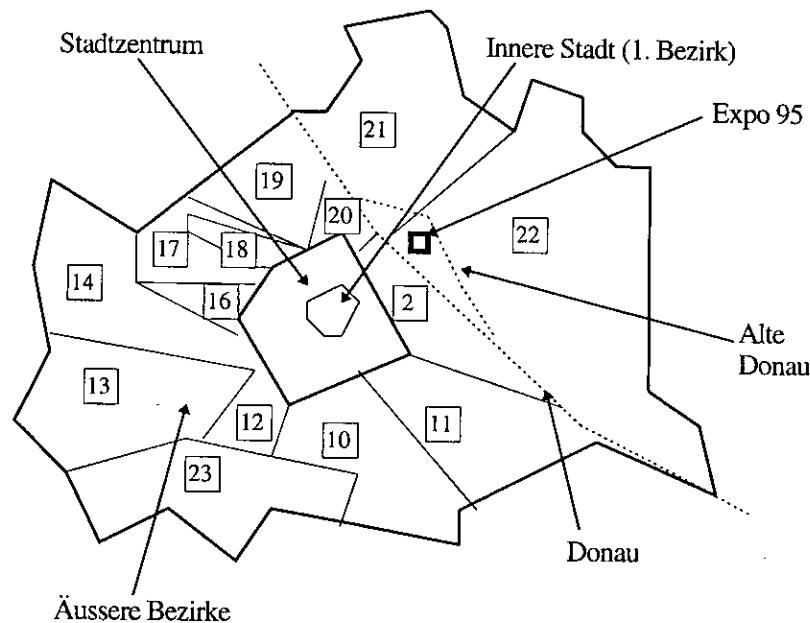 Stadtzentrum
Innere Stadt (1. Bezirk)
Expo 95
21
19
20
17
18
22
14
16
2
Alte
Donau
13
12
10
11
23
Donau
Äussere Bezirke